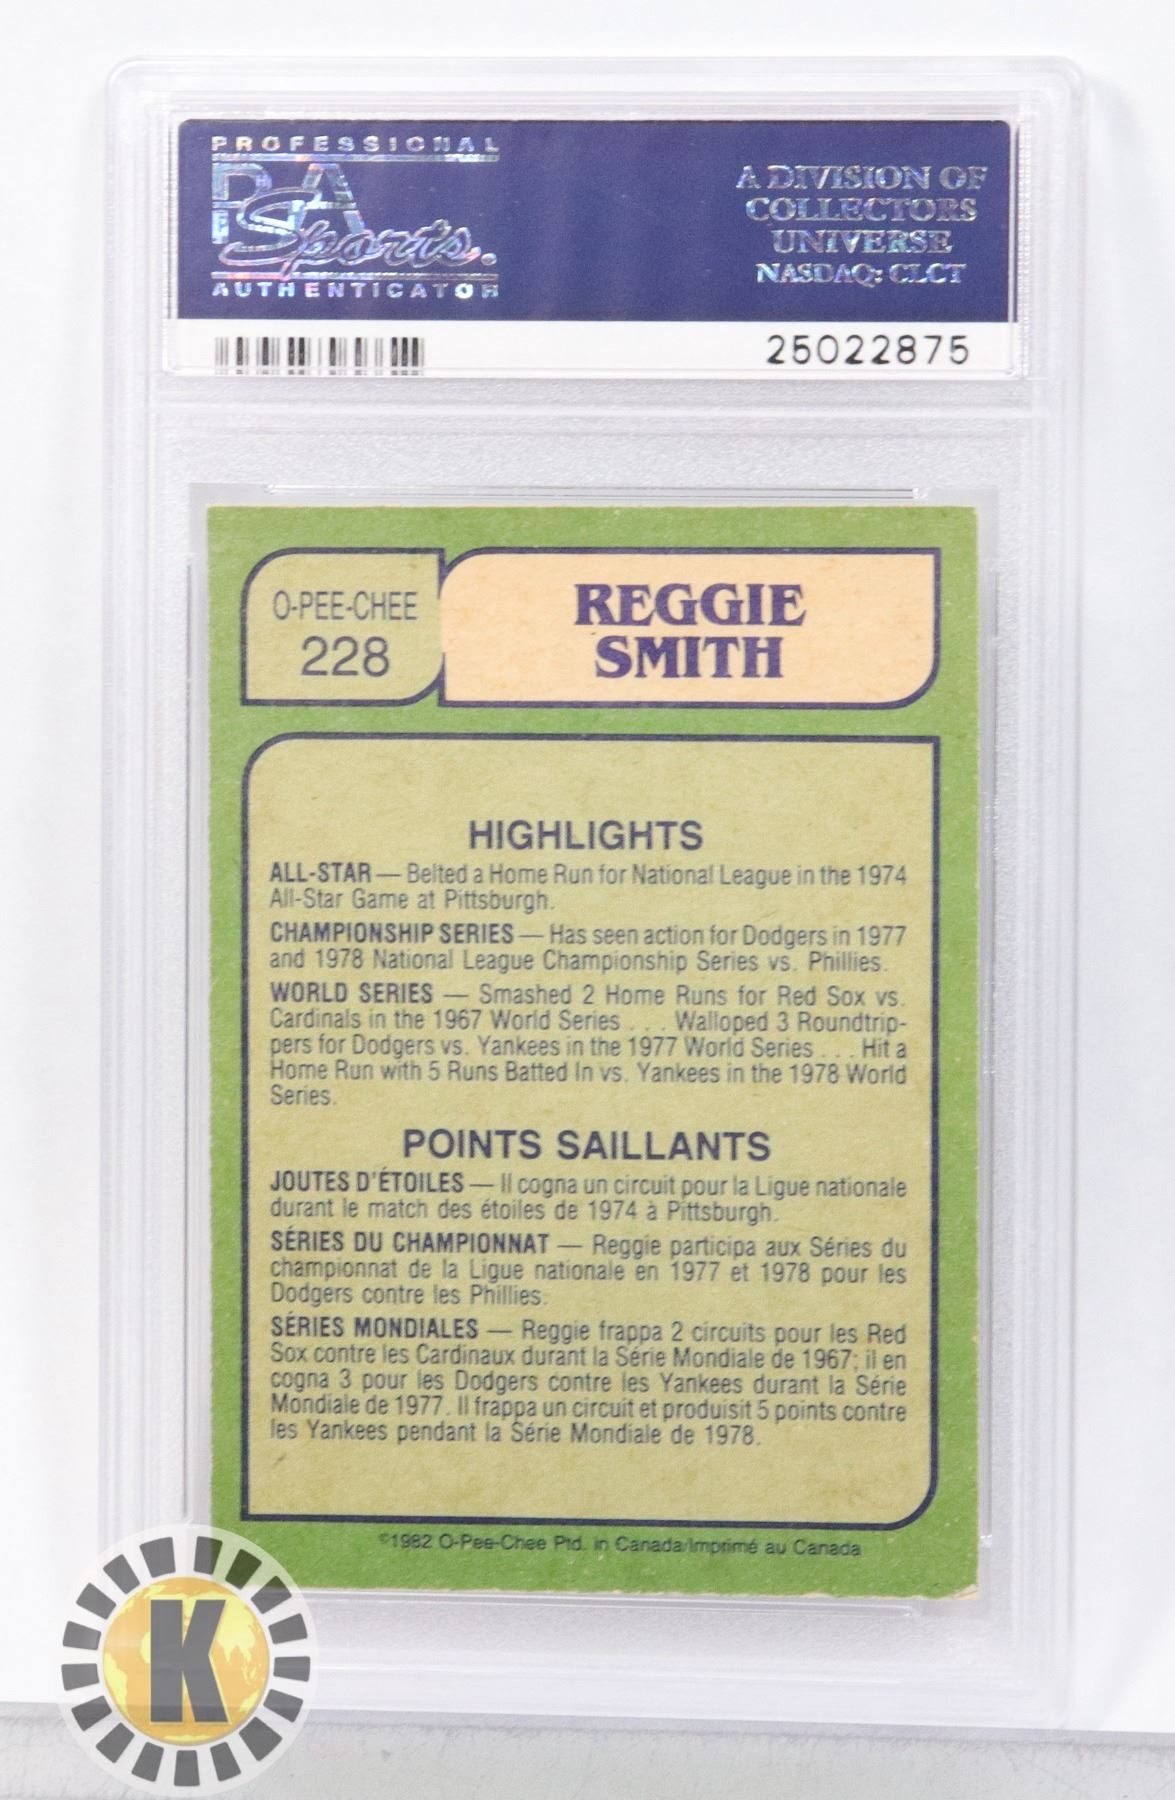 PROFESSIONAL
PSA
Sports.
AUTHENTICATOR
A DIVISION OF
COLLECTORS
UNIVERSE
NASDAQ: CLCT
25022875
O-PEE-CHEE
228
REGGIE
SMITH
HIGHLIGHTS
ALL-STAR — Belted a Home Run for National League in the 1974
All-Star Game at Pittsburgh.
CHAMPIONSHIP SERIES — Has seen action for Dodgers in 1977
and 1978 National League Championship Series vs. Phillies.
WORLD SERIES — Smashed 2 Home Runs for Red Sox vs.
Cardinals in the 1967 World Series . . . Walloped 3 Roundtrip-
pers for Dodgers vs. Yankees in the 1977 World Series . . . Hit a
Home Run with 5 Runs Batted In vs. Yankees in the 1978 World
Series.
POINTS SAILLANTS
JOUTES D'ÉTOILES — Il cogna un circuit pour la Ligue nationale
durant le match des étoiles de 1974 à Pittsburgh.
SÉRIES DU CHAMPIONNAT — Reggie participa aux Séries du
championnat de la Ligue nationale en 1977 et 1978 pour les
Dodgers contre les Phillies.
SÉRIES MONDIALES — Reggie frappa 2 circuits pour les Red
Sox contre les Cardinaux durant la Série Mondiale de 1967; il en
cogna 3 pour les Dodgers contre les Yankees durant la Série
Mondiale de 1977. Il frappa un circuit et produisit 5 points contre
les Yankees pendant la Série Mondiale de 1978.
©1982 O-Pee-Chee Ptd. in Canada/Imprimé au Canada
K